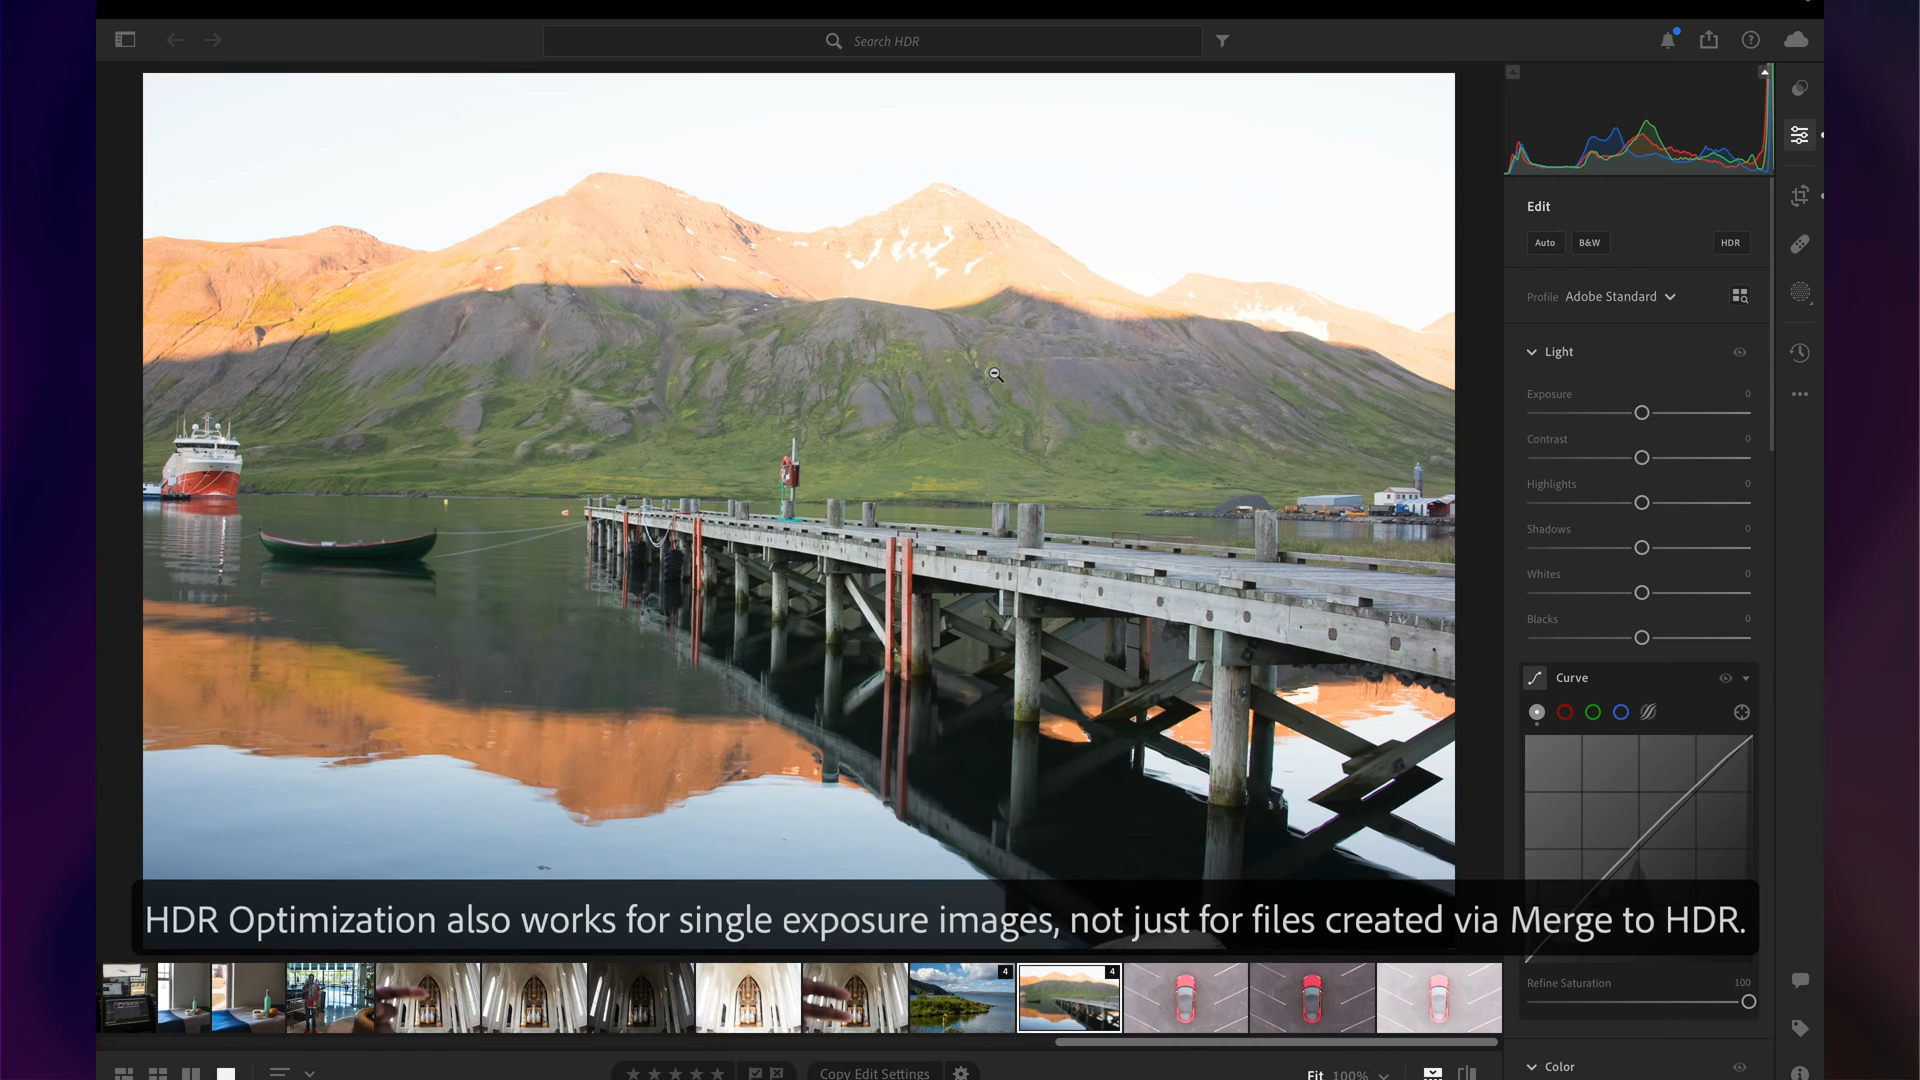 Search HDR
Edit
Auto
B&W
HDR
Profile Adobe Standard
Light
Exposure 0
Contrast 0
Highlights 0
Shadows 0
Whites 0
Blacks 0
Curve
HDR Optimization also works for single exposure images, not just for files created via Merge to HDR.
4
4
Refine Saturation 100
Color
Copy Edit Settings
Fit 100%